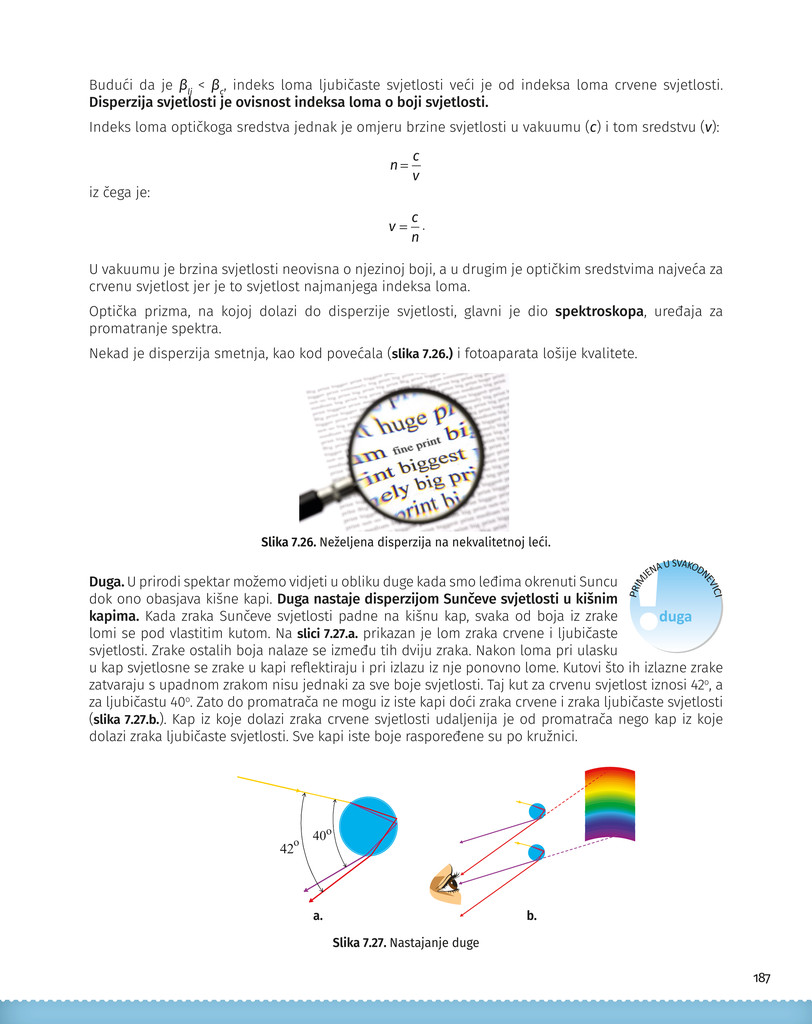 Budući da je βlj < βc, indeks loma ljubičaste svjetlosti veći je od indeksa loma crvene svjetlosti.
Disperzija svjetlosti je ovisnost indeksa loma o boji svjetlosti.
Indeks loma optičkoga sredstva jednak je omjeru brzine svjetlosti u vakuumu (c) i tom sredstvu (v):
n = c/v
iz čega je:
v = c/n .
U vakuumu je brzina svjetlosti neovisna o njezinoj boji, a u drugim je optičkim sredstvima najveća za
crvenu svjetlost jer je to svjetlost najmanjega indeksa loma.
Optička prizma, na kojoj dolazi do disperzije svjetlosti, glavni je dio spektroskopa, uređaja za
promatranje spektra.
Nekad je disperzija smetnja, kao kod povećala (slika 7.26.) i fotoaparata lošije kvalitete.
huge
fine print
int biggest
ely big pri
Slika 7.26. Neželjena disperzija na nekvalitetnoj leći.
PRIMJENA U SVAKODNEVICI
duga
Duga. U prirodi spektar možemo vidjeti u obliku duge kada smo leđima okrenuti Suncu
dok ono obasjava kišne kapi. Duga nastaje disperzijom Sunčeve svjetlosti u kišnim
kapima. Kada zraka Sunčeve svjetlosti padne na kišnu kap, svaka od boja iz zrake
lomi se pod vlastitim kutom. Na slici 7.27.a. prikazan je lom zraka crvene i ljubičaste
svjetlosti. Zrake ostalih boja nalaze se između tih dviju zraka. Nakon loma pri ulasku
u kap svjetlosne se zrake u kapi reflektiraju i pri izlazu iz nje ponovno lome. Kutovi što ih izlazne zrake
zatvaraju s upadnom zrakom nisu jednaki za sve boje svjetlosti. Taj kut za crvenu svjetlost iznosi 42º, a
za ljubičastu 40º. Zato do promatrača ne mogu iz iste kapi doći zraka crvene i zraka ljubičaste svjetlosti
(slika 7.27.b.). Kap iz koje dolazi zraka crvene svjetlosti udaljenija je od promatrača nego kap iz koje
dolazi zraka ljubičaste svjetlosti. Sve kapi iste boje raspoređene su po kružnici.
40º
42º
a.
b.
Slika 7.27. Nastajanje duge
187